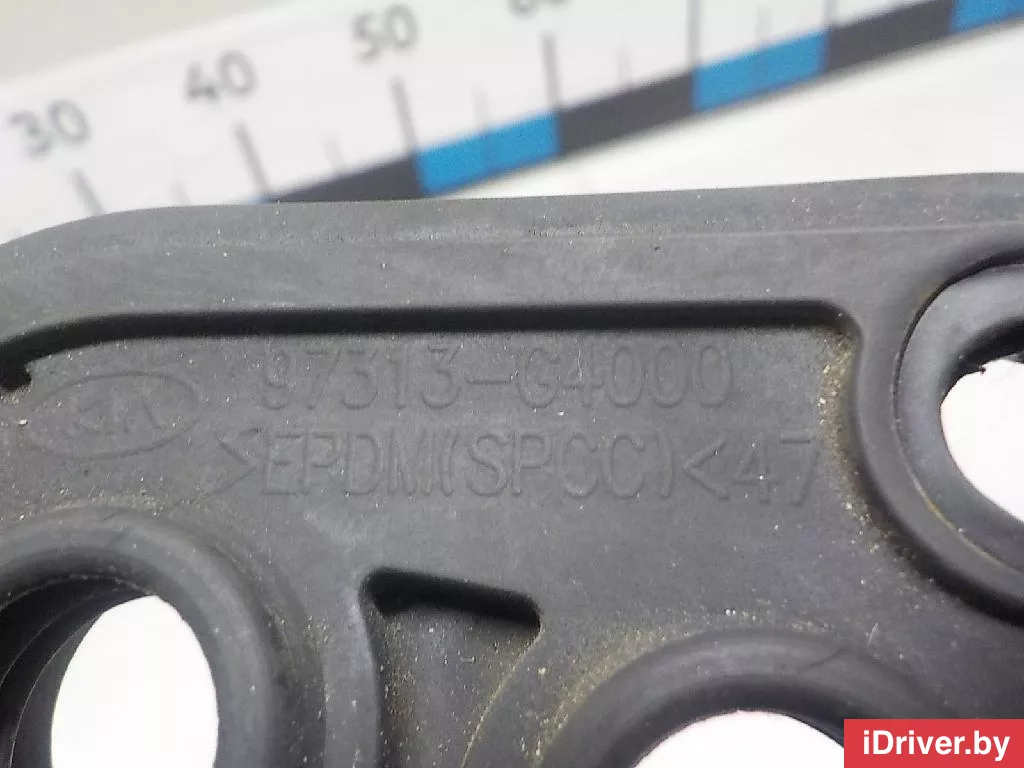 30 40 50
KIA
97313-G4000
>EPDM(SPCC)<47
iDriver.by